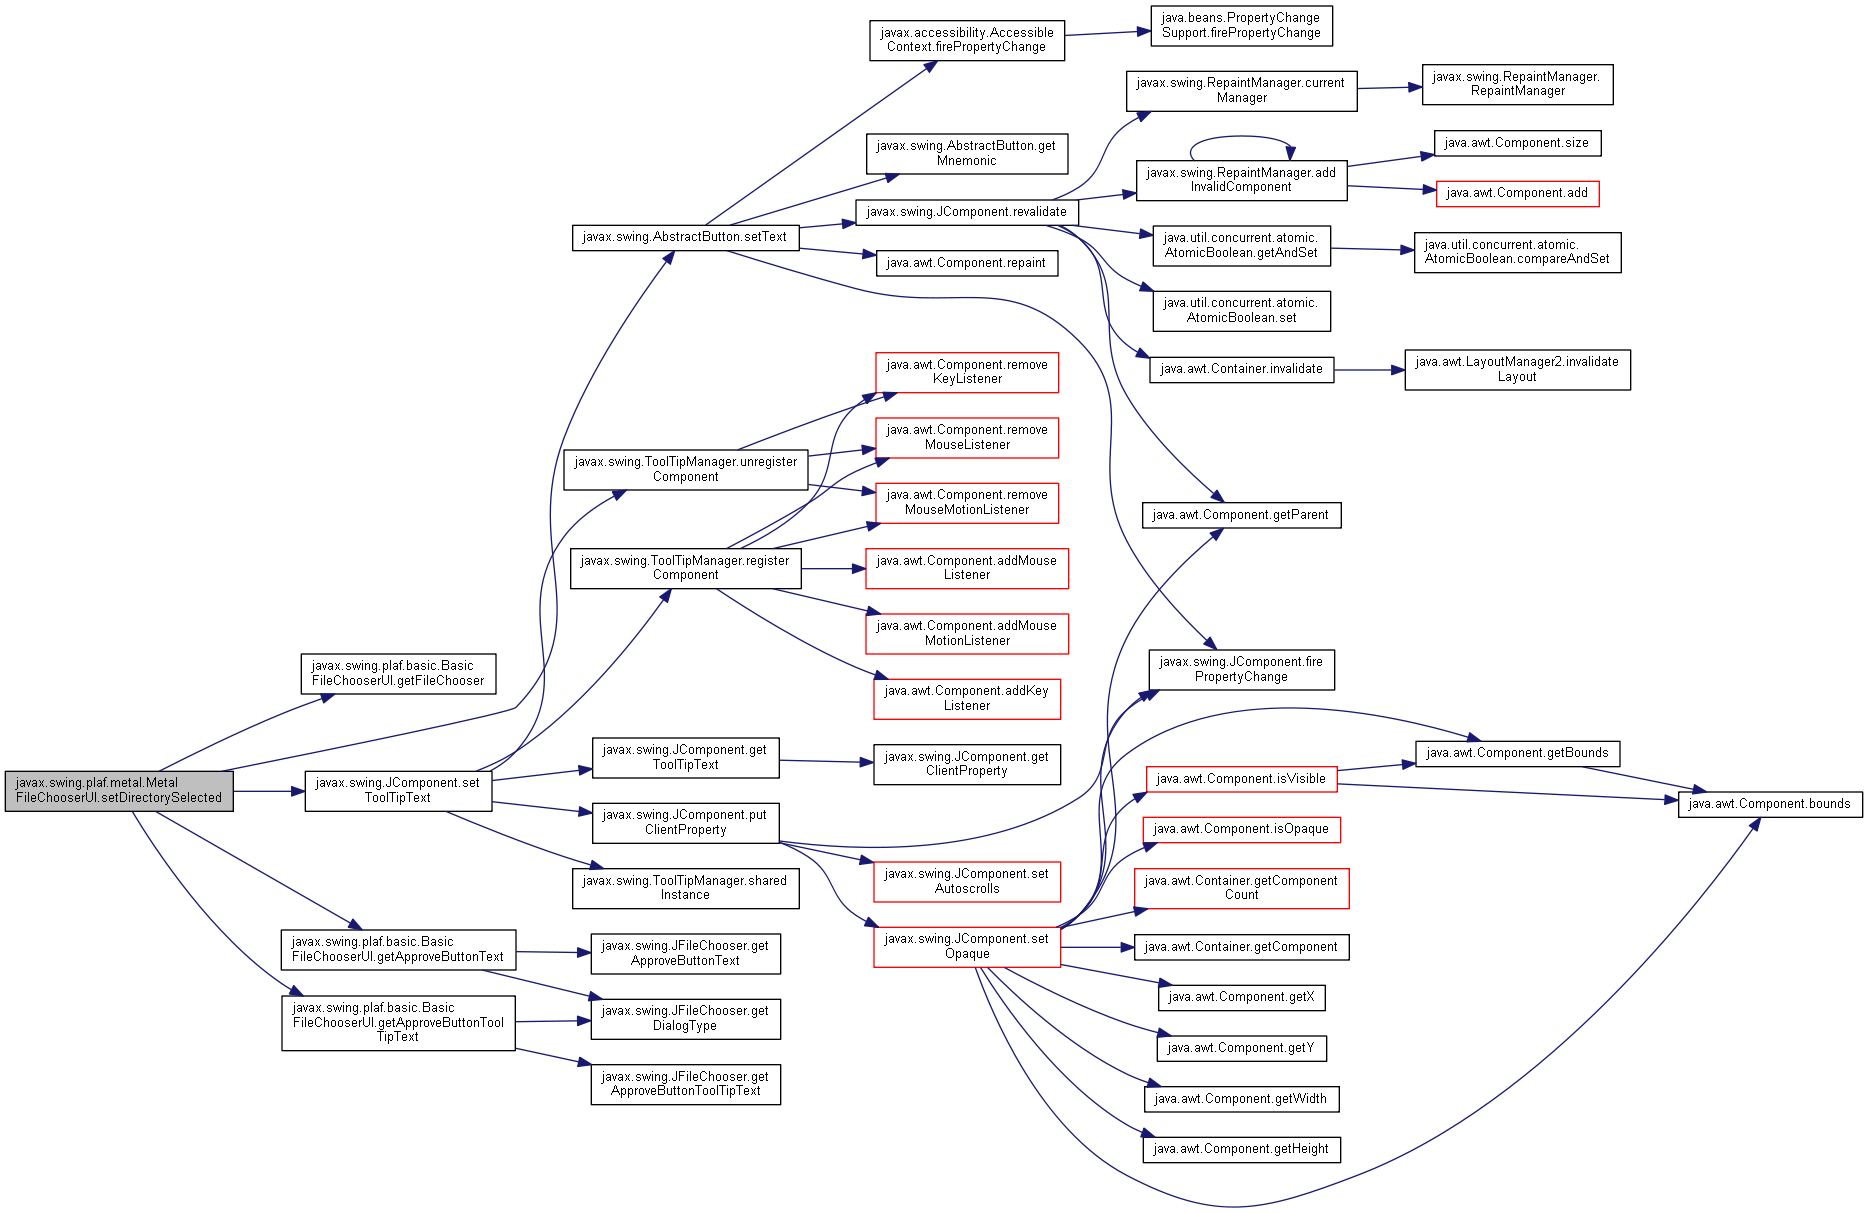 javax.swing.plaf.metal.Metal
FileChooserUI.setDirectorySelected
javax.swing.plaf.basic.Basic
FileChooserUI.getFileChooser
javax.swing.JComponent.set
ToolTipText
javax.swing.plaf.basic.Basic
FileChooserUI.getApproveButtonText
javax.swing.plaf.basic.Basic
FileChooserUI.getApproveButtonTool
TipText
javax.swing.AbstractButton.setText
javax.swing.ToolTipManager.unregister
Component
javax.swing.ToolTipManager.register
Component
javax.swing.JComponent.get
ToolTipText
javax.swing.JComponent.put
ClientProperty
javax.swing.ToolTipManager.shared
Instance
javax.swing.JFileChooser.get
ApproveButtonText
javax.swing.JFileChooser.get
DialogType
javax.swing.JFileChooser.get
ApproveButtonToolTipText
javax.accessibility.Accessible
Context.firePropertyChange
javax.swing.AbstractButton.get
Mnemonic
javax.swing.JComponent.revalidate
java.awt.Component.repaint
java.awt.Component.remove
KeyListener
java.awt.Component.remove
MouseListener
java.awt.Component.remove
MouseMotionListener
java.awt.Component.addMouse
Listener
java.awt.Component.addMouse
MotionListener
java.awt.Component.addKey
Listener
javax.swing.JComponent.get
ClientProperty
javax.swing.JComponent.set
Autoscrolls
javax.swing.JComponent.set
Opaque
java.beans.PropertyChange
Support.firePropertyChange
javax.swing.RepaintManager.current
Manager
javax.swing.RepaintManager.add
InvalidComponent
java.util.concurrent.atomic.
AtomicBoolean.getAndSet
java.util.concurrent.atomic.
AtomicBoolean.set
java.awt.Container.invalidate
java.awt.Component.getParent
javax.swing.JComponent.fire
PropertyChange
java.awt.Component.isVisible
java.awt.Component.isOpaque
java.awt.Container.getComponent
Count
java.awt.Container.getComponent
java.awt.Component.getX
java.awt.Component.getY
java.awt.Component.getWidth
java.awt.Component.getHeight
javax.swing.RepaintManager.
RepaintManager
java.awt.Component.size
java.awt.Component.add
java.util.concurrent.atomic.
AtomicBoolean.compareAndSet
java.awt.LayoutManager2.invalidate
Layout
java.awt.Component.getBounds
java.awt.Component.bounds